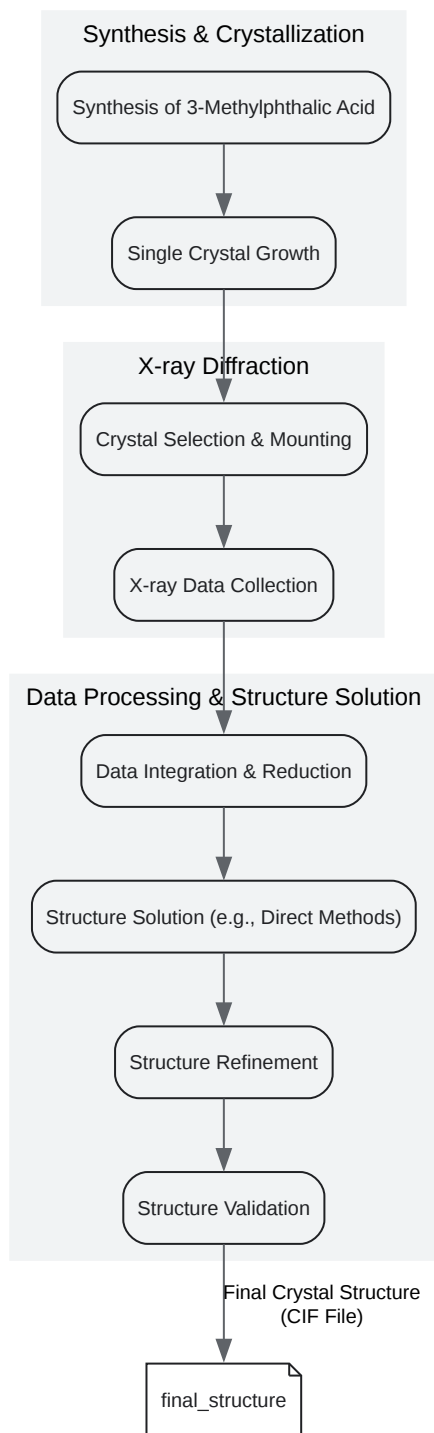 Synthesis & Crystallization
Synthesis of 3-Methylphthalic Acid
Single Crystal Growth
X-ray Diffraction
Crystal Selection & Mounting
X-ray Data Collection
Data Processing & Structure Solution
Data Integration & Reduction
Structure Solution (e.g., Direct Methods)
Structure Refinement
Structure Validation
Final Crystal Structure
(CIF File)
final_structure